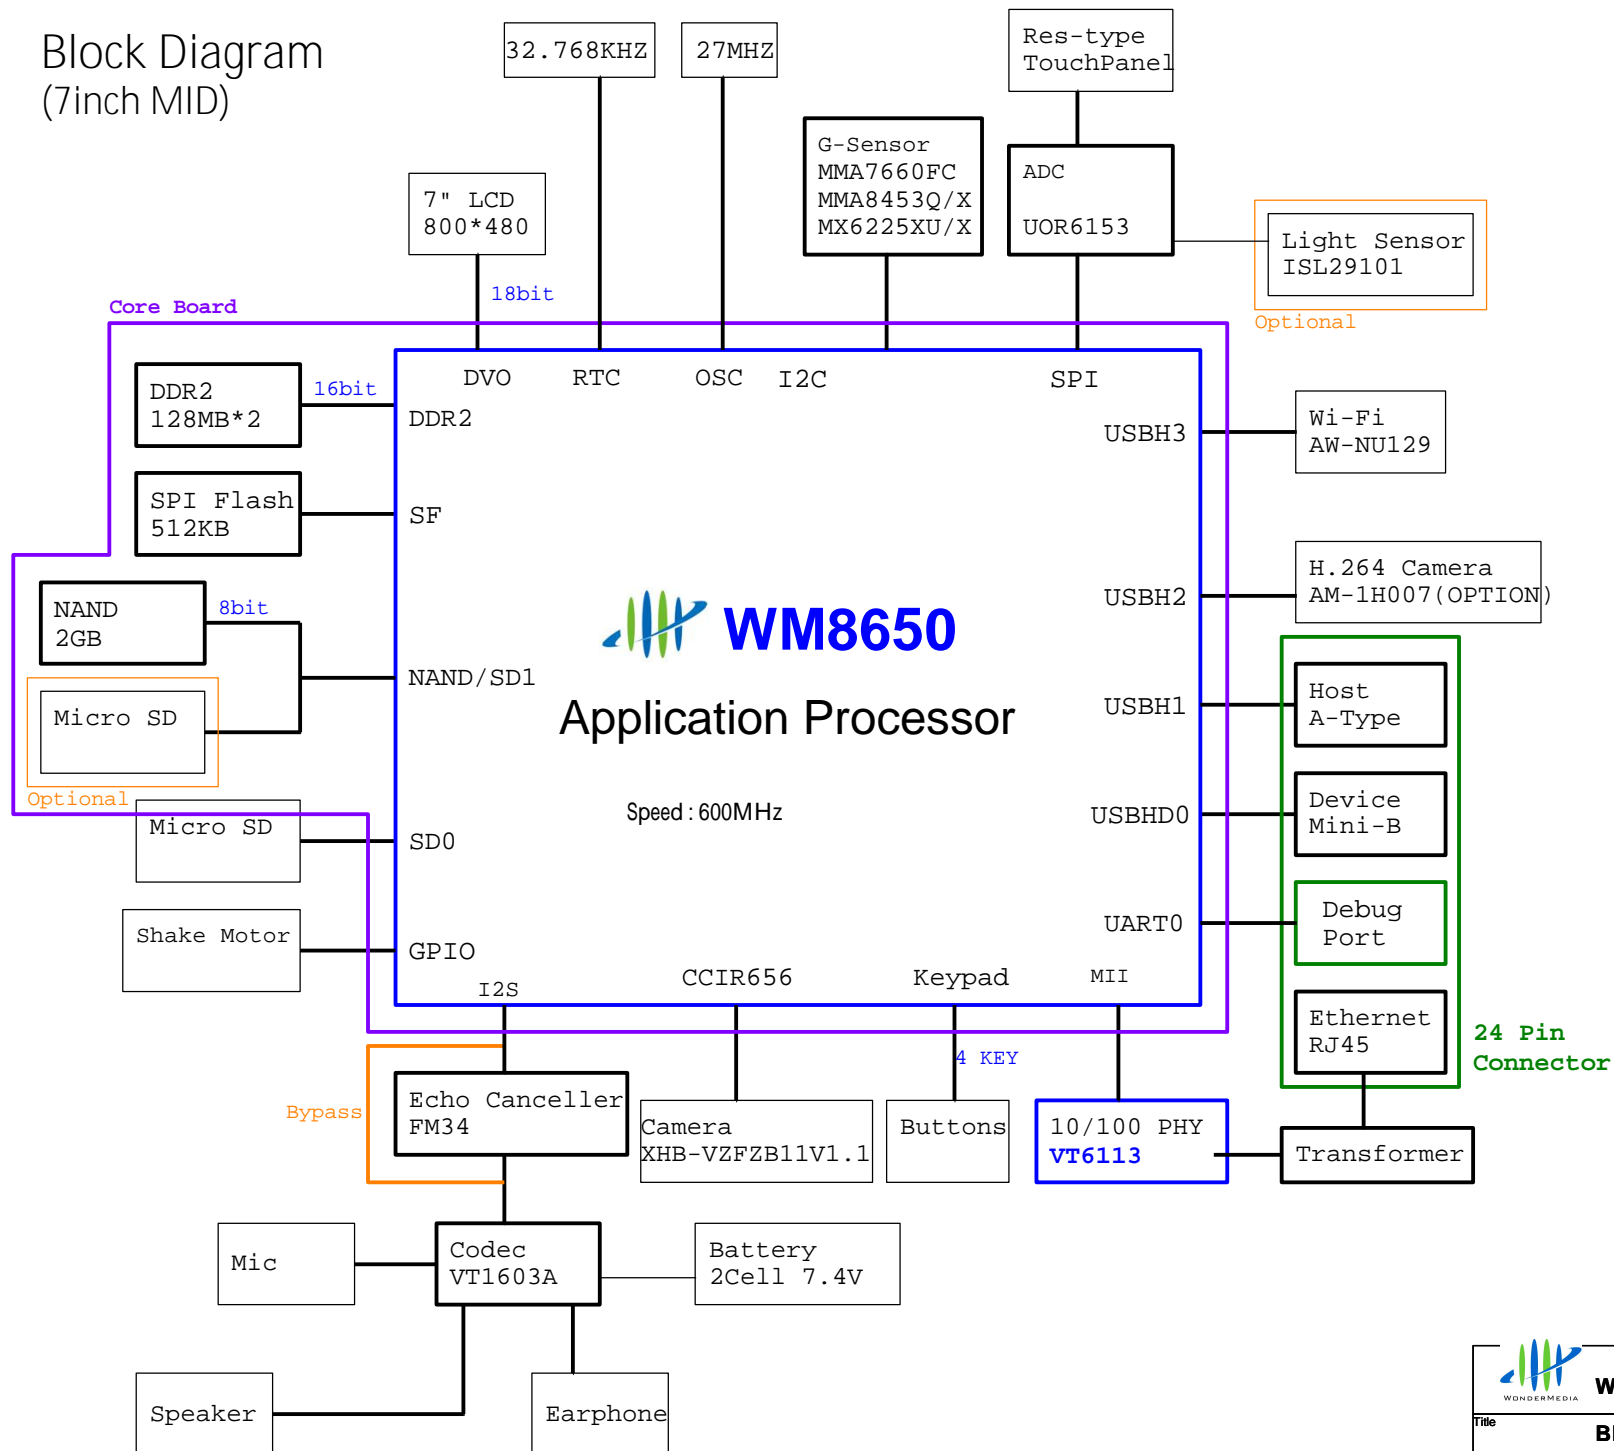 Block Diagram
(7inch MID)
32.768KHZ
27MHZ
Res-type
TouchPanel
G-Sensor
MMA7660FC
MMA8453Q/X
MX6225XU/X
ADC
UOR6153
7" LCD
800*480
Light Sensor
ISL29101
Optional
18bit
Core Board
DVO
RTC
OSC
I2C
SPI
DDR2
128MB*2
16bit
DDR2
USBH3
Wi-Fi
AW-NU129
SPI Flash
512KB
SF
NAND
2GB
8bit
WM8650
USBH2
H.264 Camera
AM-1H007(OPTION)
NAND/SD1
Application Processor
USBH1
Host
A-Type
Micro SD
Optional
Speed : 600MHz
USBHD0
Device
Mini-B
Micro SD
SD0
UART0
Debug
Port
Shake Motor
GPIO
I2S
CCIR656
Keypad
MII
Ethernet
RJ45
24 Pin
Connector
4 KEY
Bypass
Echo Canceller
FM34
Camera
XHB-VZFZB11V1.1
Buttons
10/100 PHY
VT6113
Transformer
Mic
Codec
VT1603A
Battery
2Cell 7.4V
Speaker
Earphone
WONDERMEDIA
W
Title
Bl